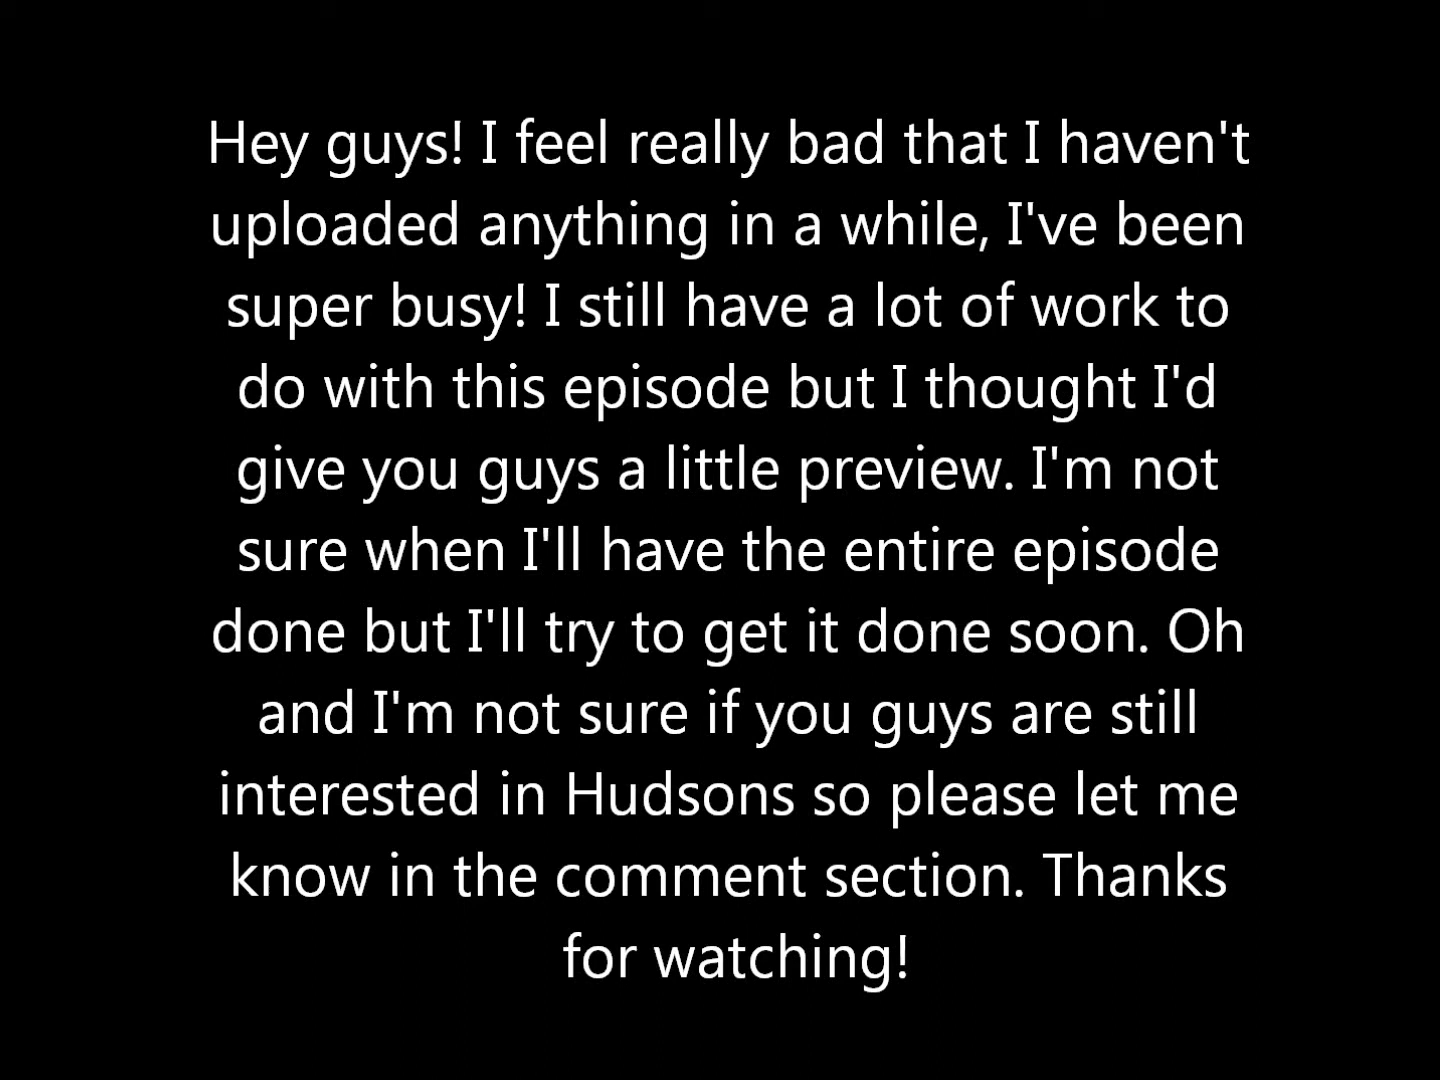 Hey guys! I feel really bad that I haven't
uploaded anything in a while, I've been
super busy! I still have a lot of work to
do with this episode but I thought I'd
give you guys a little preview. I'm not
sure when I'll have the entire episode
done but I'll try to get it done soon. Oh
and I'm not sure if you guys are still
interested in Hudsons so please let me
know in the comment section. Thanks
for watching!